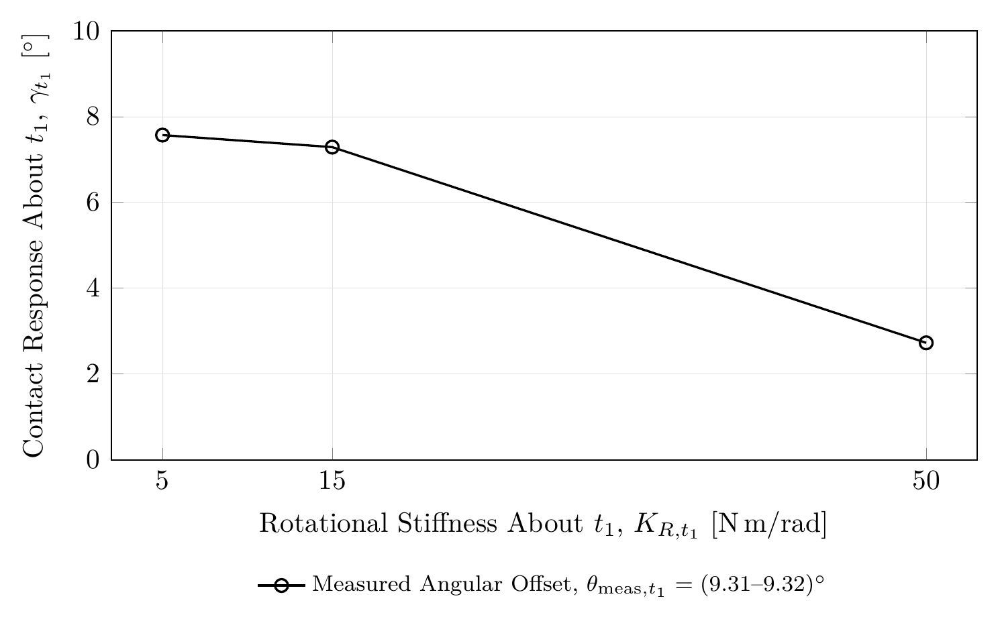 10
8
6
4
2
0
Contact Response About t₁, γ_{t₁} [°]
5 15 50
Rotational Stiffness About t₁, K_{R,t₁} [N m/rad]
Measured Angular Offset, θ_{meas,t₁} = (9.31–9.32)°